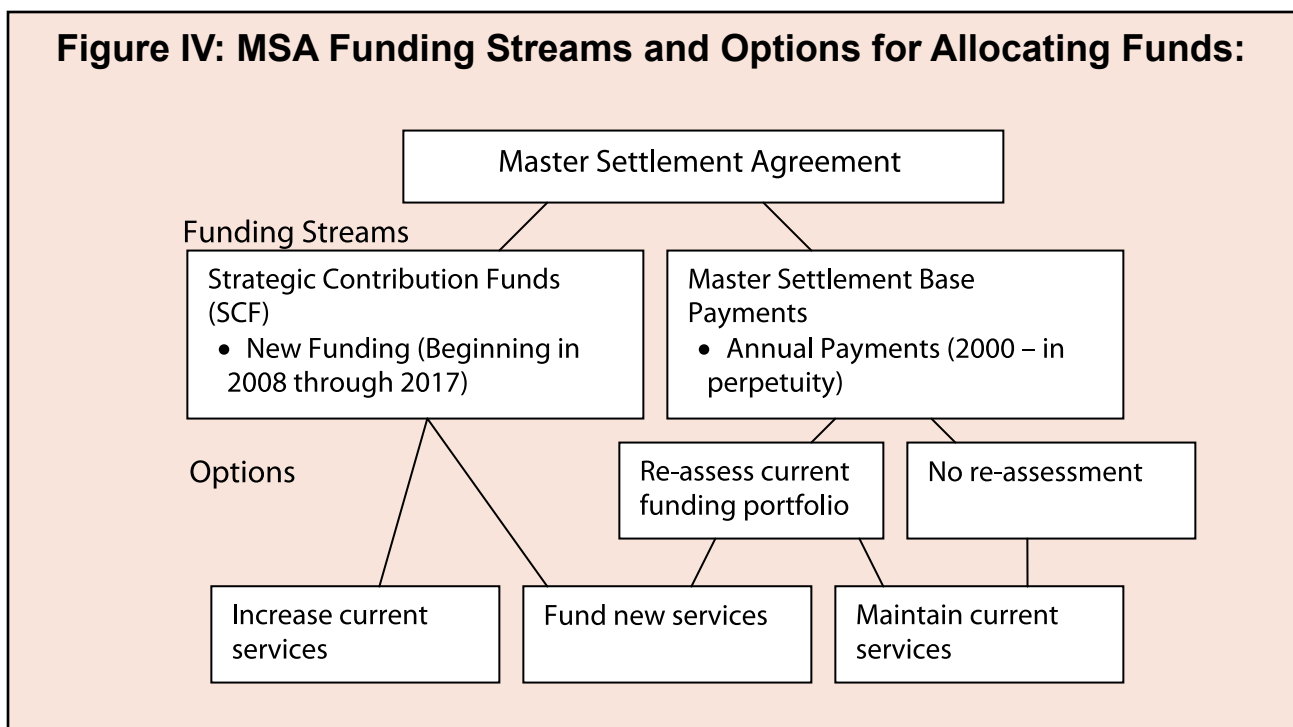 Figure IV: MSA Funding Streams and Options for Allocating Funds:
Master Settlement Agreement
Funding Streams
Strategic Contribution Funds
(SCF)
• New Funding (Beginning in
2008 through 2017)
Master Settlement Base
Payments
• Annual Payments (2000 – in
perpetuity)
Options
Re-assess current
funding portfolio
No re-assessment
Increase current
services
Fund new services
Maintain current
services